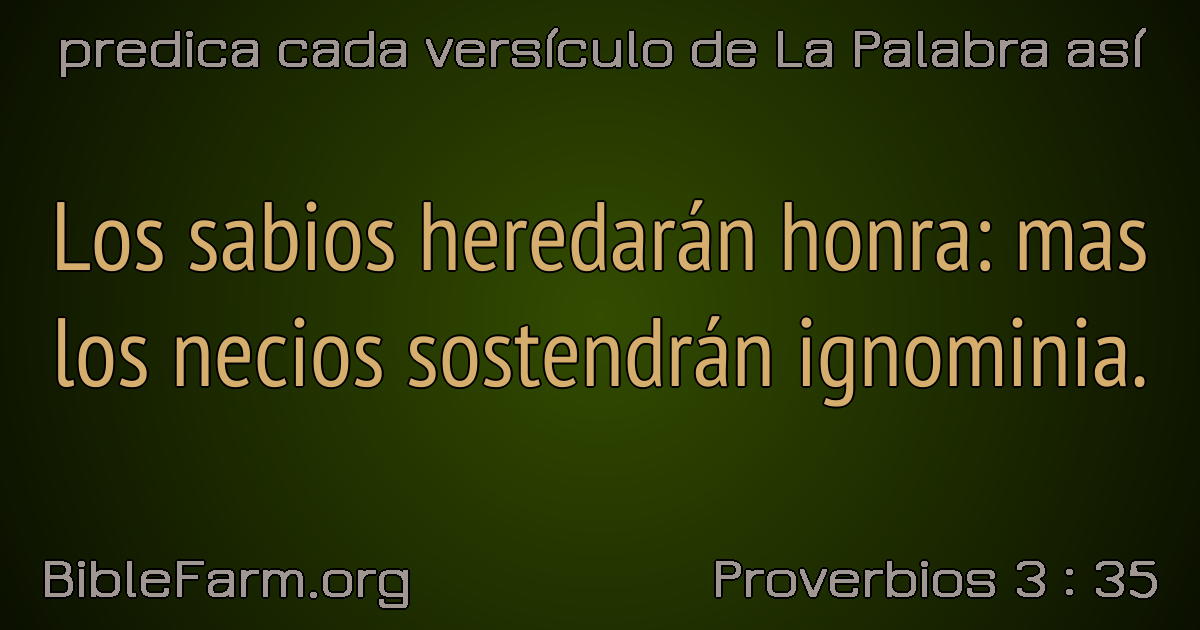 predica cada versículo de La Palabra así
Los sabios heredarán honra: mas
los necios sostendrán ignominia.
BibleFarm.org
Proverbios 3 : 35